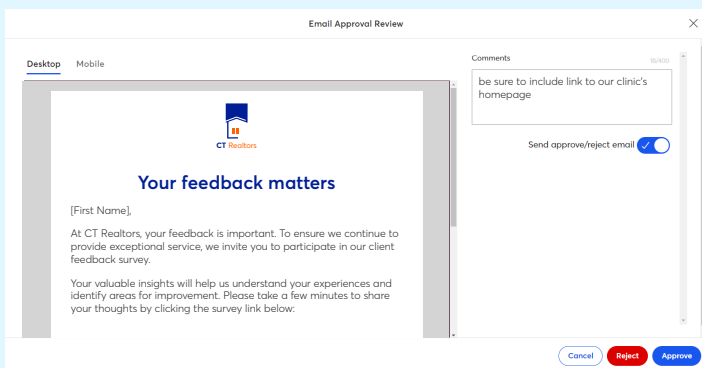 Email Approval Review
Desktop Mobile
Comments
be sure to include link to our clinic's
homepage
Send approve/reject email
CT Realtors
Your feedback matters
[First Name],
At CT Realtors, your feedback is important. To ensure we continue to
provide exceptional service, we invite you to participate in our client
feedback survey.
Your valuable insights will help us understand your experiences and
identify areas for improvement. Please take a few minutes to share
your thoughts by clicking the survey link below:
Cancel Reject Approve